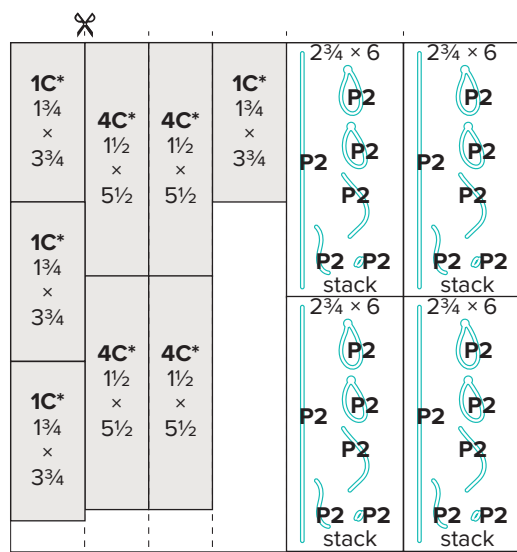 1C*
1¾
×
3¾
1C*
1¾
×
3¾
1C*
1¾
×
3¾
4C*
1½
×
5½
4C*
1½
×
5½
4C*
1½
×
5½
4C*
1½
×
5½
1C*
1¾
×
3¾
2¾ × 6
P2
P2
P2
P2
P2 P2
stack
2¾ × 6
P2
P2
P2
P2
P2 P2
stack
2¾ × 6
P2
P2
P2
P2
P2 P2
stack
2¾ × 6
P2
P2
P2
P2
P2 P2
stack